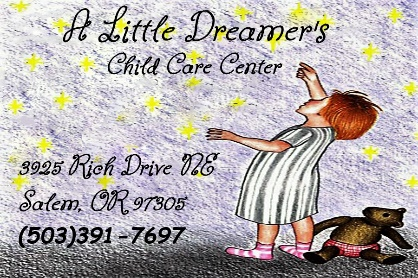 A Little Dreamer's
Child Care Center
3925 Rich Drive NE
Salem, OR 97305
(503)391-7697